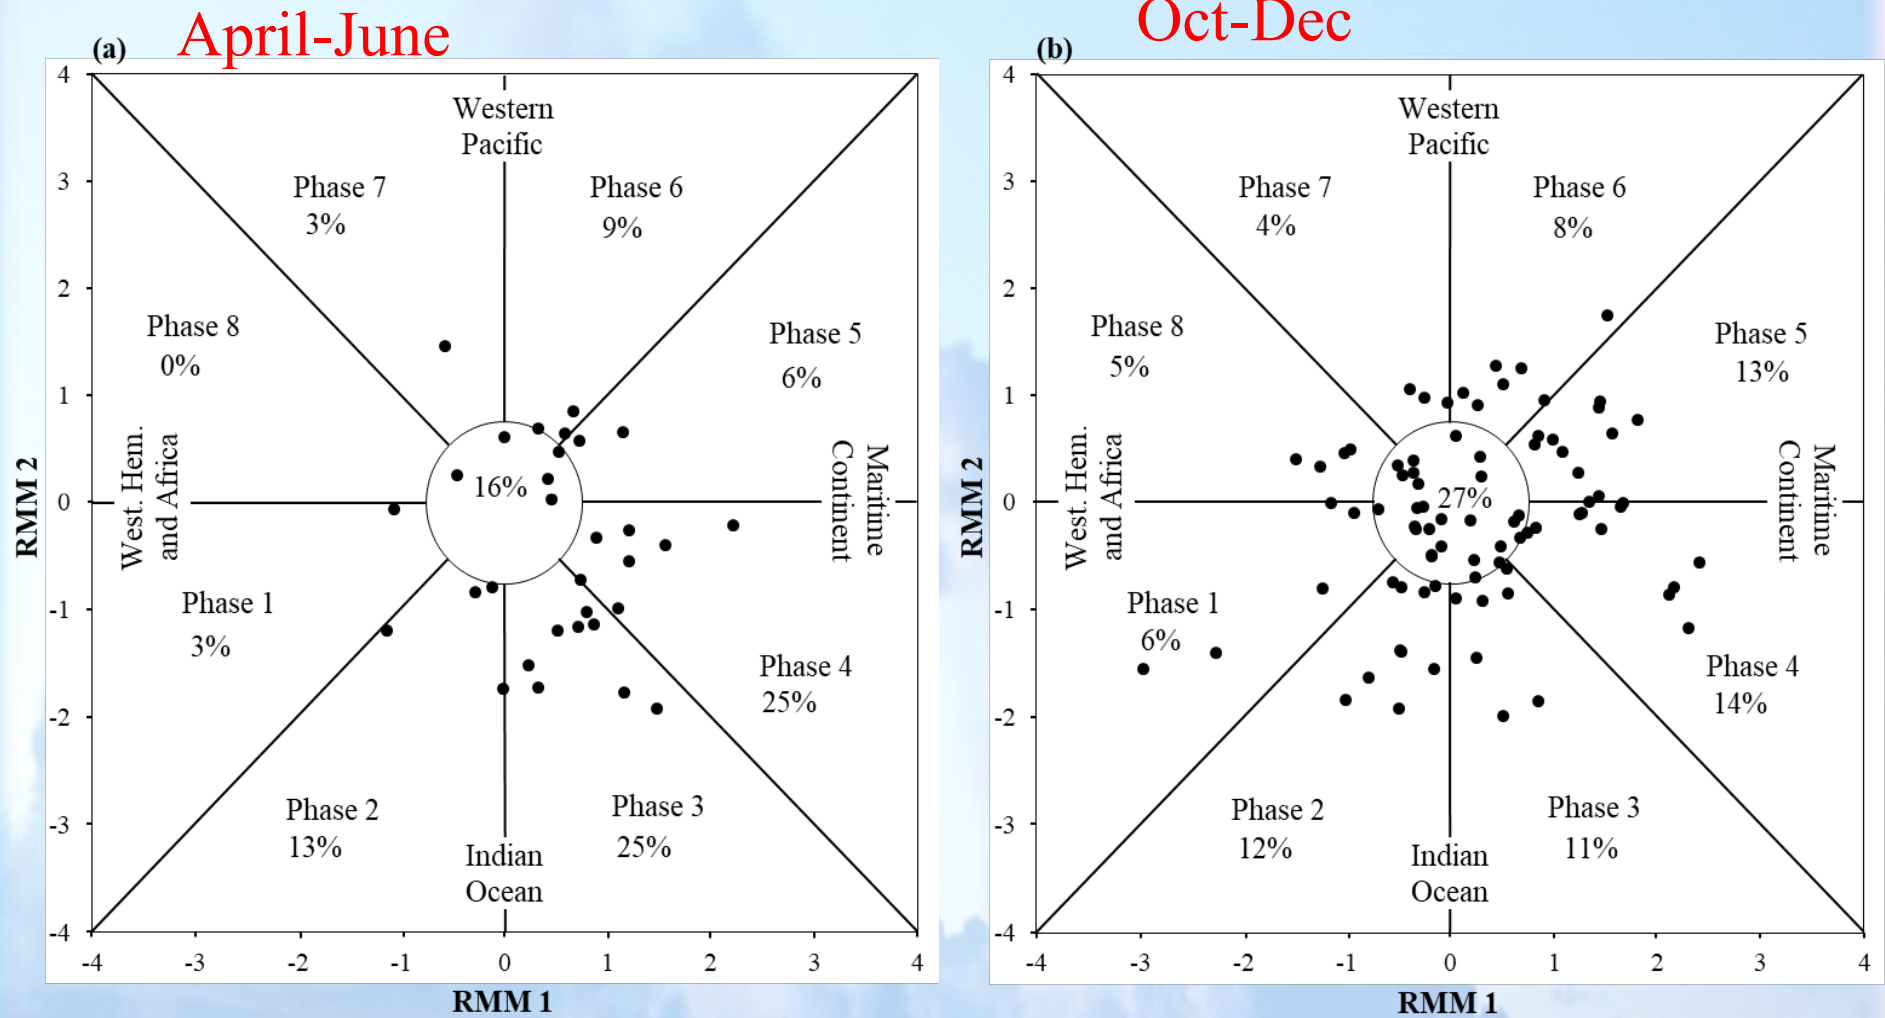 April-June
(a)
4
3
2
1
0
-1
-2
-3
-4
-4
-3
-2
-1
0
1
2
3
4
RMM 2
RMM 1
Western
Pacific
Phase 7
3%
Phase 6
9%
Phase 8
0%
Phase 5
6%
West. Hem.
and Africa
16%
Maritime
Continent
Phase 1
3%
Phase 4
25%
Phase 2
13%
Phase 3
25%
Indian
Ocean
Oct-Dec
(b)
4
3
2
1
0
-1
-2
-3
-4
-4
-3
-2
-1
0
1
2
3
4
RMM 2
RMM 1
Western
Pacific
Phase 7
4%
Phase 6
8%
Phase 8
5%
Phase 5
13%
West. Hem.
and Africa
27%
Maritime
Continent
Phase 1
6%
Phase 4
14%
Phase 2
12%
Phase 3
11%
Indian
Ocean